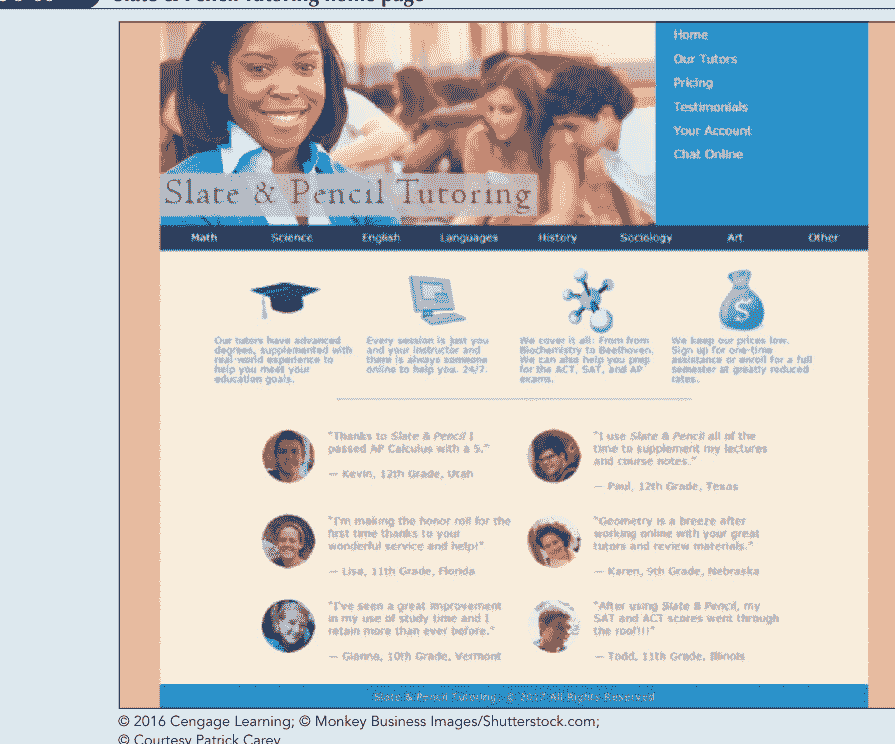 Slate & Pencil Tutoring home page
Home
Our Tutors
Pricing
Testimonials
Your Account
Chat Online
Slate & Pencil Tutoring
Math Science English Languages History Sociology Art Other
Our tutors have advanced
degrees, supplemented with
real-world experience to
help you meet your
education goals.
Every session is just you
and your instructor and
there is always someone
online to help you. 24/7.
We cover it all: From from
Biochemistry to Beethoven.
We can also help you prep
for the ACT, SAT, and AP
exams.
We keep our prices low.
Sign up for one-time
assistance or enroll for a full
semester at greatly reduced
rates.
"Thanks to Slate & Pencil I
passed AP Calculus with a 5."
— Kevin, 12th Grade, Utah
"I use Slate & Pencil all of the
time to supplement my lectures
and course notes."
— Paul, 12th Grade, Texas
"I'm making the honor roll for the
first time thanks to your
wonderful service and help!"
— Lisa, 11th Grade, Florida
"Geometry is a breeze after
working online with your great
tutors and review materials."
— Karen, 9th Grade, Nebraska
"I've seen a great improvement
in my use of study time and I
retain more than ever before."
— Gianna, 10th Grade, Vermont
"After using Slate & Pencil, my
SAT and ACT scores went through
the roof!!!"
— Todd, 11th Grade, Illinois
Slate & Pencil Tutoring © 2017 All Rights Reserved
© 2016 Cengage Learning; © Monkey Business Images/Shutterstock.com;
© Courtesy Patrick Carey